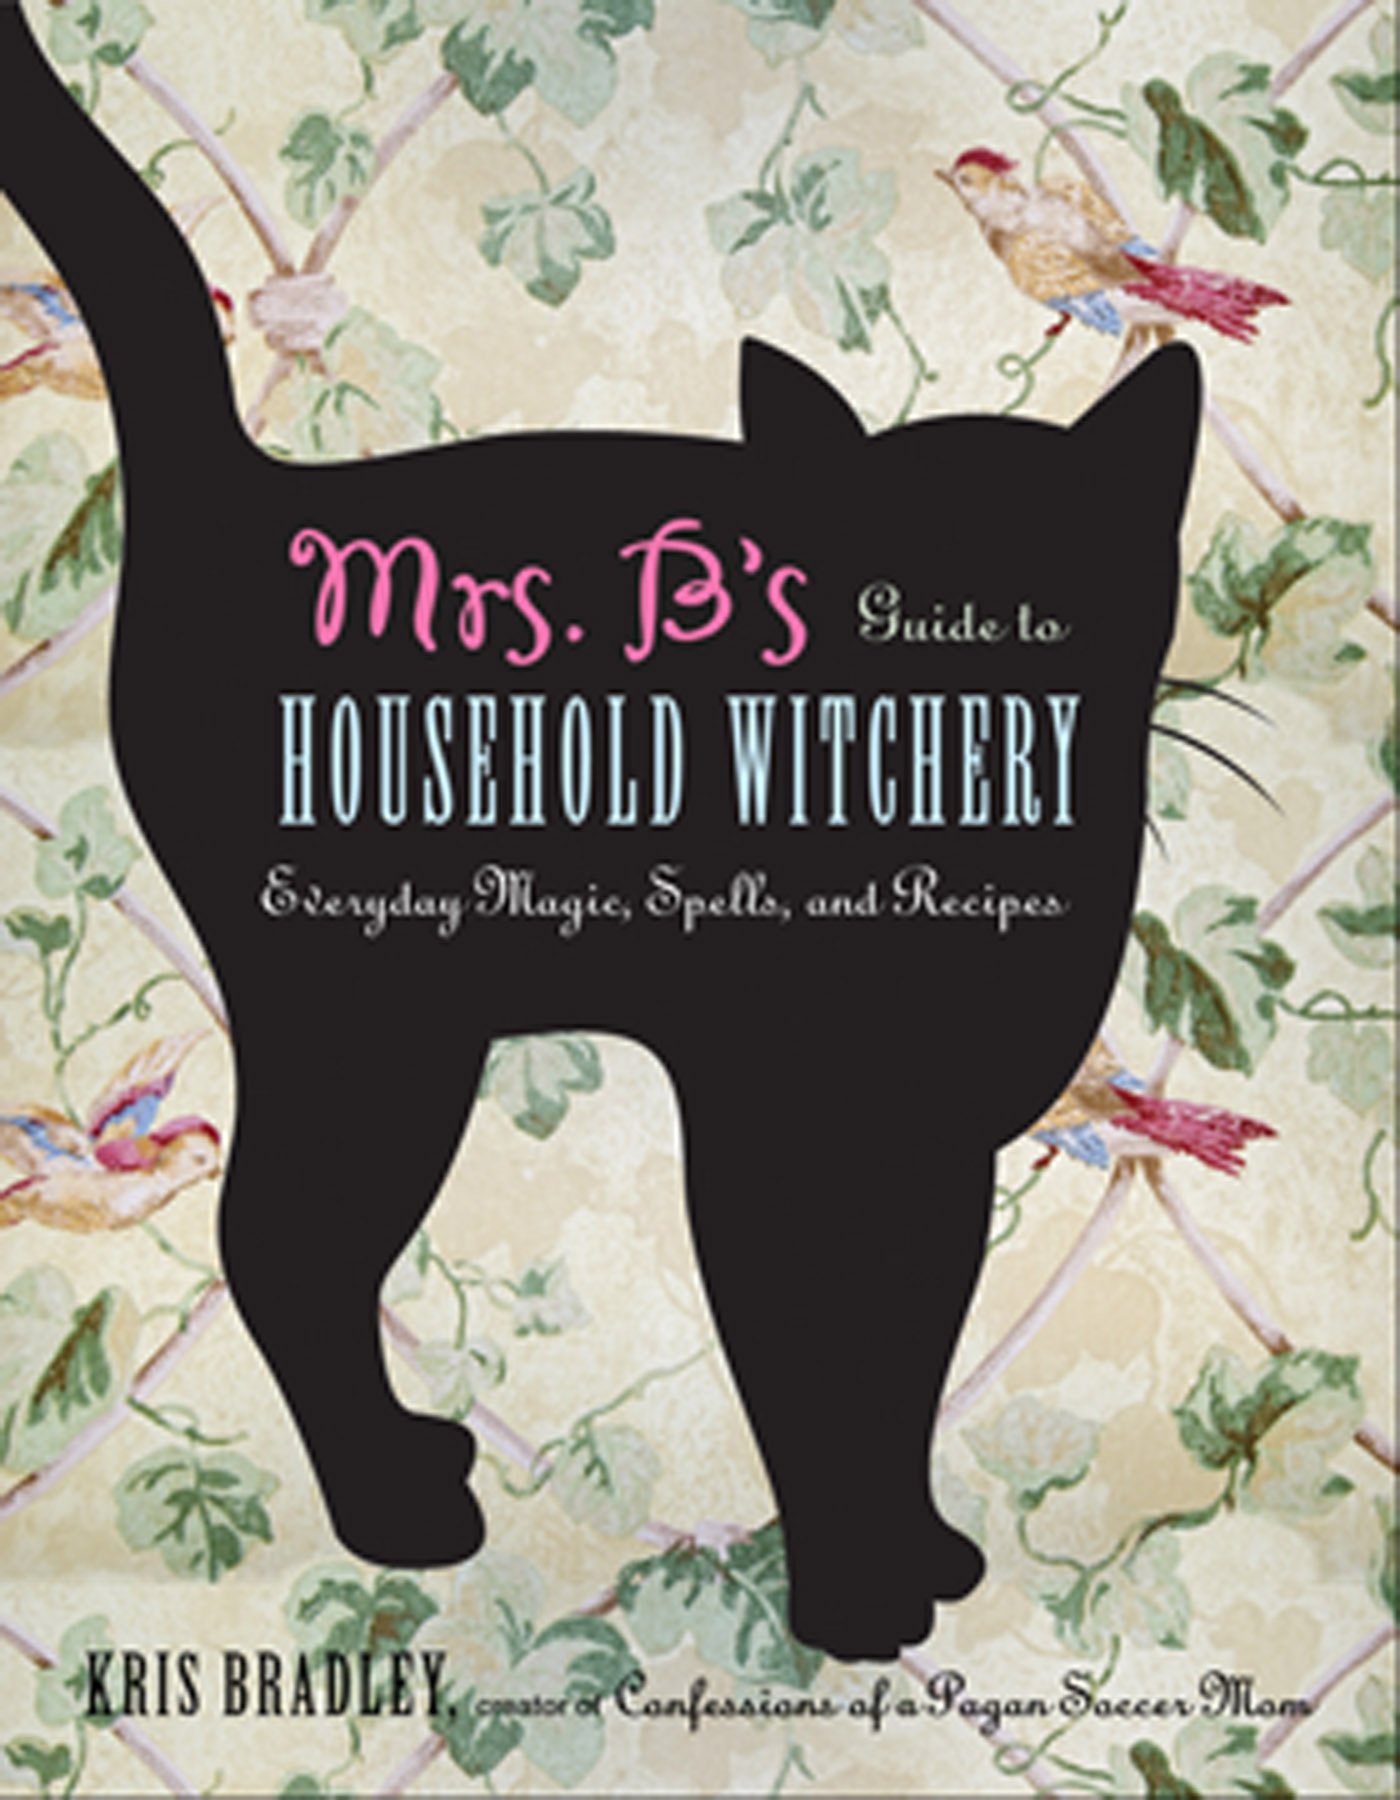 Mrs. B's Guide to
HOUSEHOLD WITCHERY
Everyday Magic, Spells, and Recipes
KRIS BRADLEY, creator of Confessions of a Pagan Soccer Mom